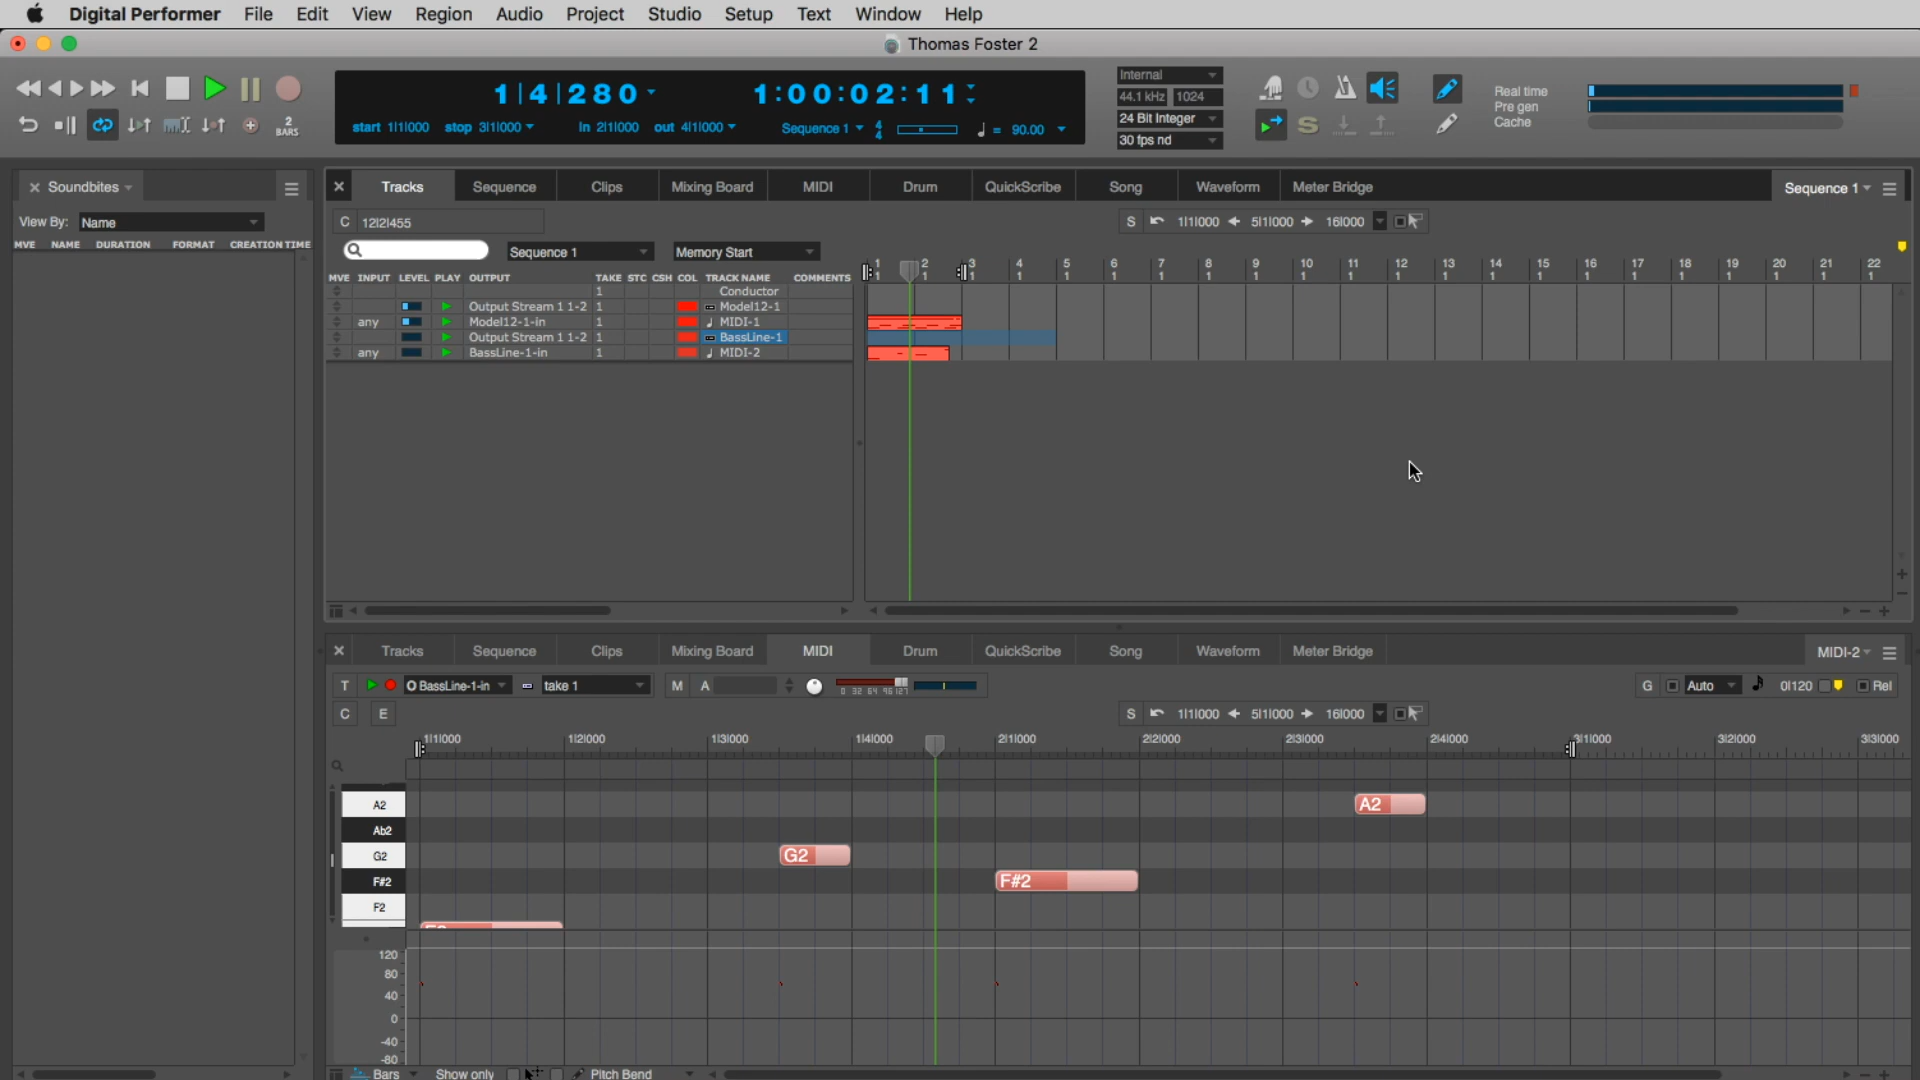 Digital Performer File Edit View Region Audio Project Studio Setup Text Window Help
Thomas Foster 2
1|4|280 1:00:02:11
start 1|1|000 stop 3|1|000 In 2|1|000 out 4|1|000 Sequence 1 4 4 = 90.00
2 BARS
Internal
44.1 kHz 1024
24 Bit Integer
30 fps nd
S
Real time
Pre gen
Cache
Soundbites
View By: Name
MVE NAME DURATION FORMAT CREATION TIME
Tracks Sequence Clips Mixing Board MIDI Drum QuickScribe Song Waveform Meter Bridge Sequence 1
C 12|2|455 S 1|1|000 5|1|000 16|000
Sequence 1 Memory Start
MVE INPUT LEVEL PLAY OUTPUT TAKE STC CSH COL TRACK NAME COMMENTS
1 2 3 4 5 6 7 8 9 10 11 12 13 14 15 16 17 18 19 20 21 22
1 1 1 1 1 1 1 1 1 1 1 1 1 1 1 1 1 1 1 1 1
1 Conductor
Output Stream 1 1-2 1 Model12-1
any Model12-1-in 1 MIDI-1
Output Stream 1 1-2 1 BassLine-1
any BassLine-1-in 1 MIDI-2
Tracks Sequence Clips Mixing Board MIDI Drum QuickScribe Song Waveform Meter Bridge MIDI-2
T O BassLine-1-in take 1 M A 0 32 64 96 127 G Auto 0|120 Rel
C E S 1|1|000 5|1|000 16|000
1|1|000 1|2|000 1|3|000 1|4|000 2|1|000 2|2|000 2|3|000 2|4|000 3|1|000 3|2|000 3|3|000
A2 A2
Ab2
G2 G2
F#2 F#2
F2
120
80
40
0
-40
-80
Bars Show only Pitch Bend